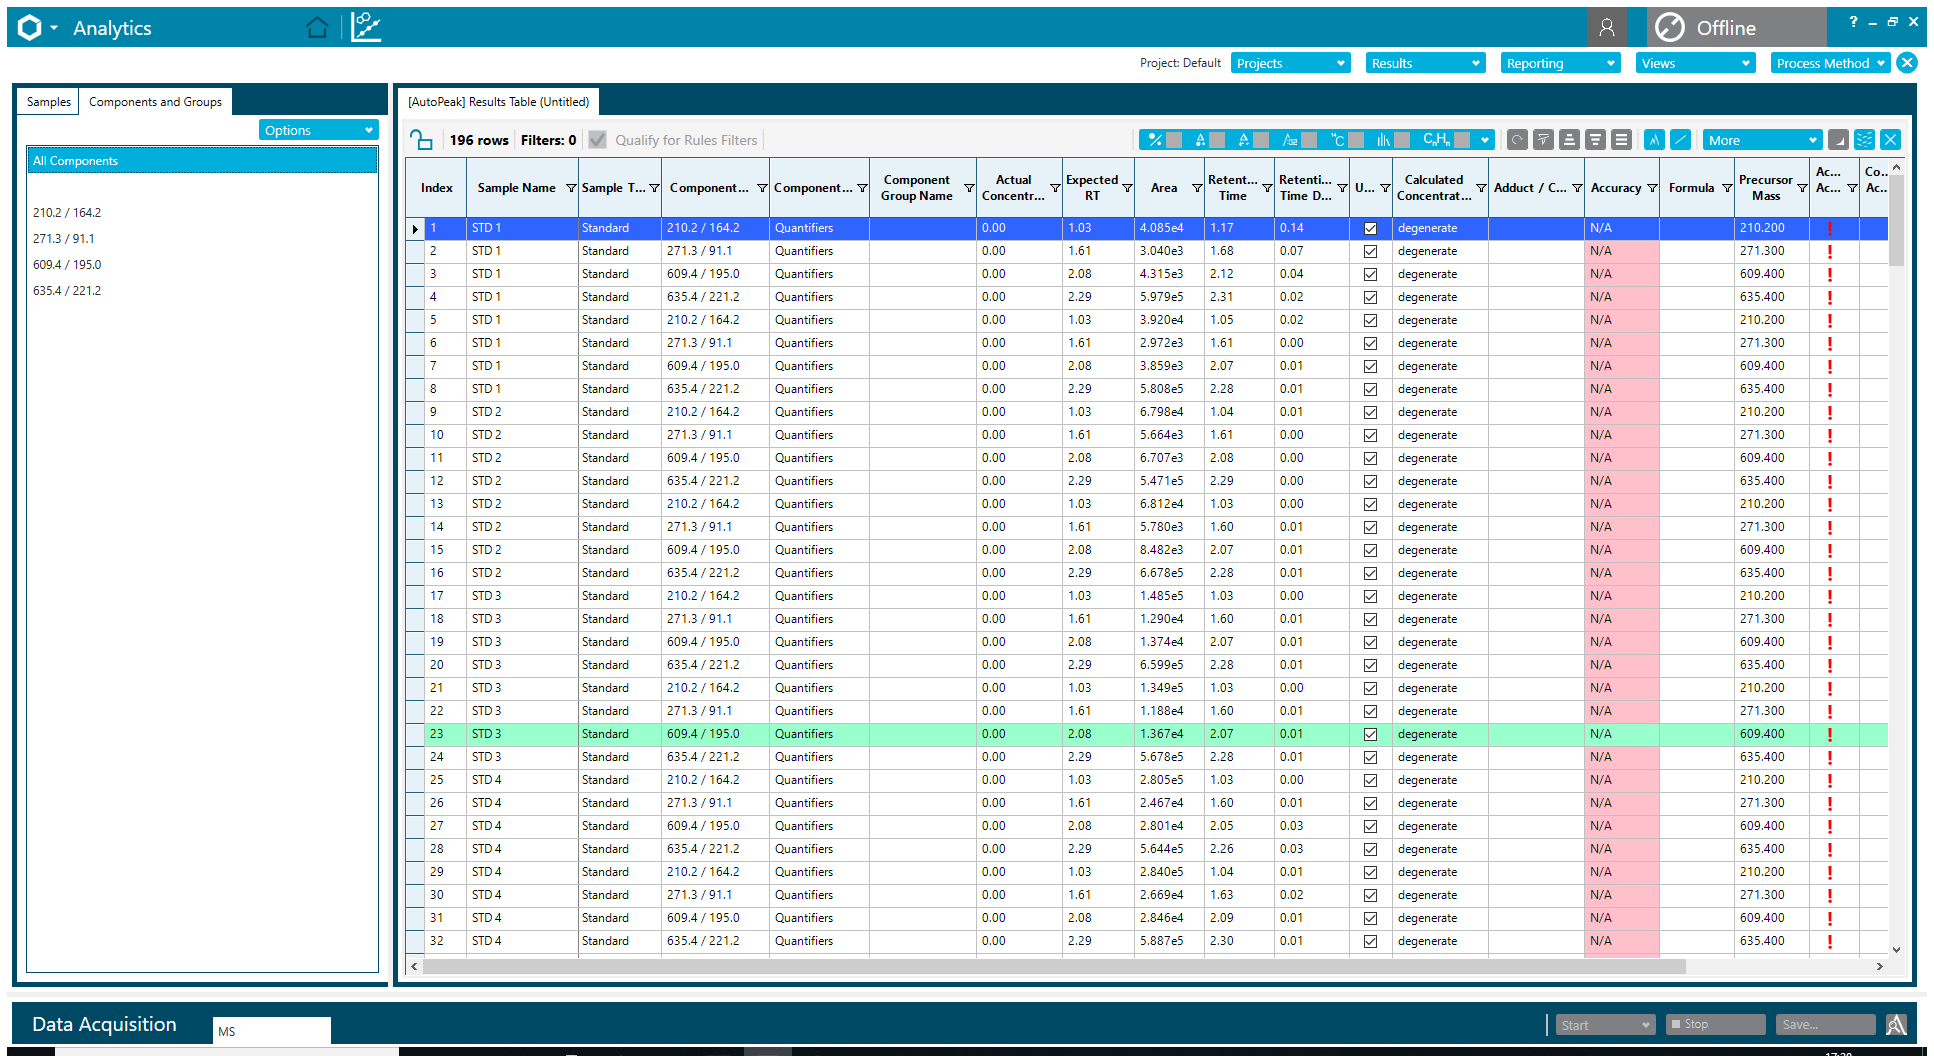 Analytics
Offline
?
Project: Default Projects Results Reporting Views Process Method
Samples Components and Groups
Options
All Components
210.2 / 164.2
271.3 / 91.1
609.4 / 195.0
635.4 / 221.2
[AutoPeak] Results Table (Untitled)
196 rows Filters: 0 Qualify for Rules Filters More
Index Sample Name Sample T... Component... Component... Component Group Name Actual Concentr... Expected RT Area Retent... Time Retenti... Time D... U... Calculated Concentrat... Adduct / C... Accuracy Formula Precursor Mass Ac... Ac... Co... Ac...
1 STD 1 Standard 210.2 / 164.2 Quantifiers 0.00 1.03 4.085e4 1.17 0.14 degenerate N/A 210.200 !
2 STD 1 Standard 271.3 / 91.1 Quantifiers 0.00 1.61 3.040e3 1.68 0.07 degenerate N/A 271.300 !
3 STD 1 Standard 609.4 / 195.0 Quantifiers 0.00 2.08 4.315e3 2.12 0.04 degenerate N/A 609.400 !
4 STD 1 Standard 635.4 / 221.2 Quantifiers 0.00 2.29 5.979e5 2.31 0.02 degenerate N/A 635.400 !
5 STD 1 Standard 210.2 / 164.2 Quantifiers 0.00 1.03 3.920e4 1.05 0.02 degenerate N/A 210.200 !
6 STD 1 Standard 271.3 / 91.1 Quantifiers 0.00 1.61 2.972e3 1.61 0.00 degenerate N/A 271.300 !
7 STD 1 Standard 609.4 / 195.0 Quantifiers 0.00 2.08 3.859e3 2.07 0.01 degenerate N/A 609.400 !
8 STD 1 Standard 635.4 / 221.2 Quantifiers 0.00 2.29 5.808e5 2.28 0.01 degenerate N/A 635.400 !
9 STD 2 Standard 210.2 / 164.2 Quantifiers 0.00 1.03 6.798e4 1.04 0.01 degenerate N/A 210.200 !
10 STD 2 Standard 271.3 / 91.1 Quantifiers 0.00 1.61 5.664e3 1.61 0.00 degenerate N/A 271.300 !
11 STD 2 Standard 609.4 / 195.0 Quantifiers 0.00 2.08 6.707e3 2.08 0.00 degenerate N/A 609.400 !
12 STD 2 Standard 635.4 / 221.2 Quantifiers 0.00 2.29 5.471e5 2.29 0.00 degenerate N/A 635.400 !
13 STD 2 Standard 210.2 / 164.2 Quantifiers 0.00 1.03 6.812e4 1.03 0.00 degenerate N/A 210.200 !
14 STD 2 Standard 271.3 / 91.1 Quantifiers 0.00 1.61 5.780e3 1.60 0.01 degenerate N/A 271.300 !
15 STD 2 Standard 609.4 / 195.0 Quantifiers 0.00 2.08 8.482e3 2.07 0.01 degenerate N/A 609.400 !
16 STD 2 Standard 635.4 / 221.2 Quantifiers 0.00 2.29 6.678e5 2.28 0.01 degenerate N/A 635.400 !
17 STD 3 Standard 210.2 / 164.2 Quantifiers 0.00 1.03 1.485e5 1.03 0.00 degenerate N/A 210.200 !
18 STD 3 Standard 271.3 / 91.1 Quantifiers 0.00 1.61 1.290e4 1.60 0.01 degenerate N/A 271.300 !
19 STD 3 Standard 609.4 / 195.0 Quantifiers 0.00 2.08 1.374e4 2.07 0.01 degenerate N/A 609.400 !
20 STD 3 Standard 635.4 / 221.2 Quantifiers 0.00 2.29 6.599e5 2.28 0.01 degenerate N/A 635.400 !
21 STD 3 Standard 210.2 / 164.2 Quantifiers 0.00 1.03 1.349e5 1.03 0.00 degenerate N/A 210.200 !
22 STD 3 Standard 271.3 / 91.1 Quantifiers 0.00 1.61 1.188e4 1.60 0.01 degenerate N/A 271.300 !
23 STD 3 Standard 609.4 / 195.0 Quantifiers 0.00 2.08 1.367e4 2.07 0.01 degenerate N/A 609.400 !
24 STD 3 Standard 635.4 / 221.2 Quantifiers 0.00 2.29 5.678e5 2.28 0.01 degenerate N/A 635.400 !
25 STD 4 Standard 210.2 / 164.2 Quantifiers 0.00 1.03 2.805e5 1.03 0.00 degenerate N/A 210.200 !
26 STD 4 Standard 271.3 / 91.1 Quantifiers 0.00 1.61 2.467e4 1.60 0.01 degenerate N/A 271.300 !
27 STD 4 Standard 609.4 / 195.0 Quantifiers 0.00 2.08 2.801e4 2.05 0.03 degenerate N/A 609.400 !
28 STD 4 Standard 635.4 / 221.2 Quantifiers 0.00 2.29 5.644e5 2.26 0.03 degenerate N/A 635.400 !
29 STD 4 Standard 210.2 / 164.2 Quantifiers 0.00 1.03 2.840e5 1.04 0.01 degenerate N/A 210.200 !
30 STD 4 Standard 271.3 / 91.1 Quantifiers 0.00 1.61 2.669e4 1.63 0.02 degenerate N/A 271.300 !
31 STD 4 Standard 609.4 / 195.0 Quantifiers 0.00 2.08 2.846e4 2.09 0.01 degenerate N/A 609.400 !
32 STD 4 Standard 635.4 / 221.2 Quantifiers 0.00 2.29 5.887e5 2.30 0.01 degenerate N/A 635.400 !
Data Acquisition MS Start Stop Save...